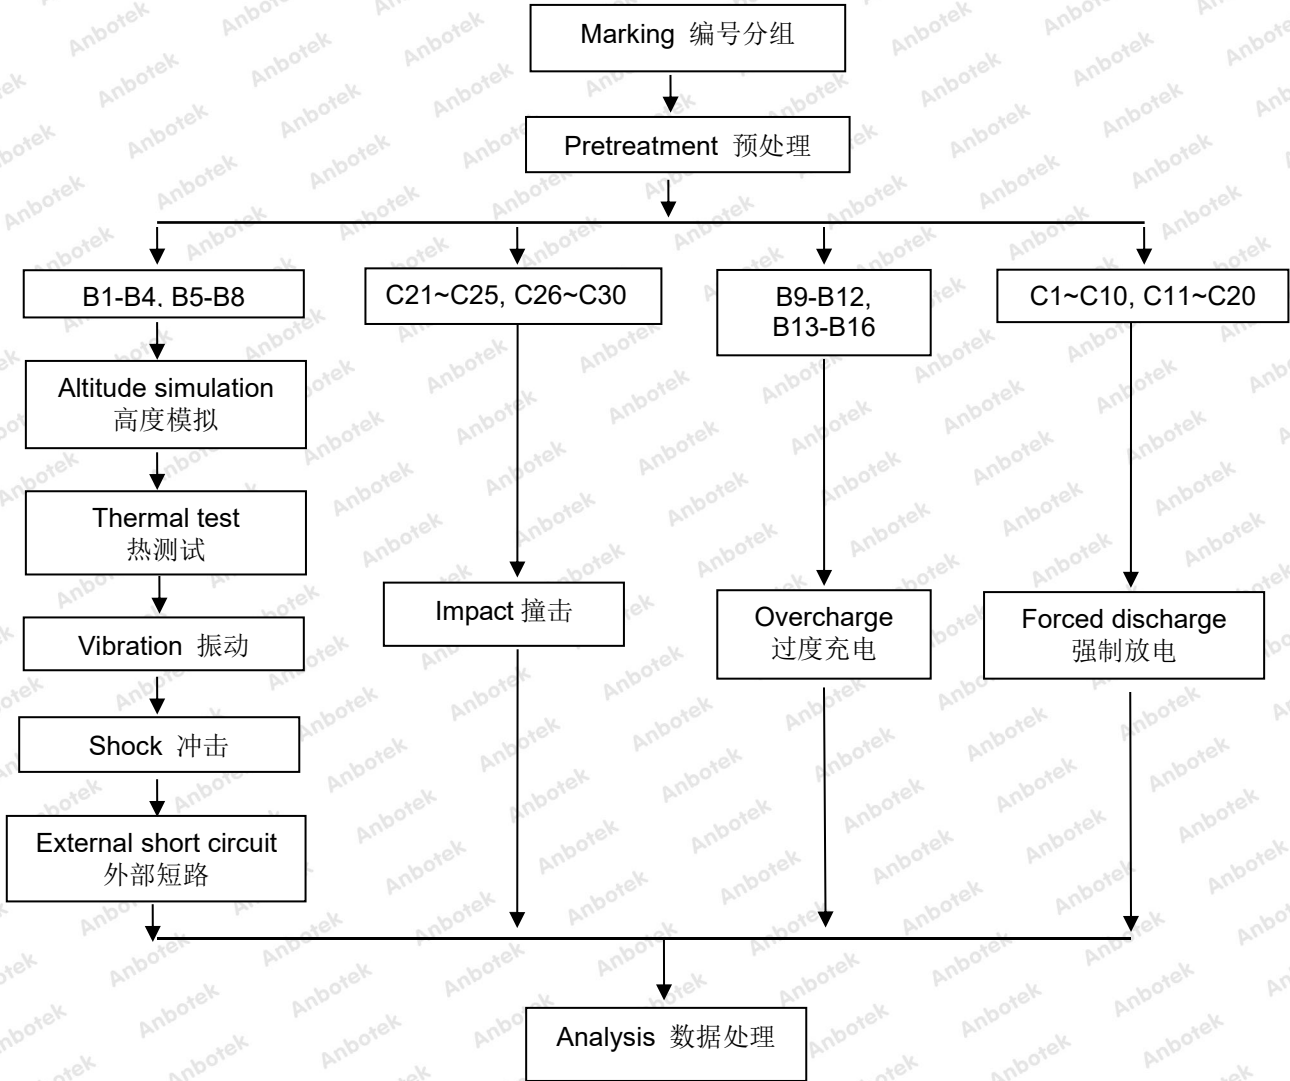 Marking 编号分组
Pretreatment 预处理
B1-B4, B5-B8
C21~C25, C26~C30
B9-B12,
B13-B16
C1~C10, C11~C20
Altitude simulation
高度模拟
Thermal test
热测试
Vibration 振动
Shock 冲击
External short circuit
外部短路
Impact 撞击
Overcharge
过度充电
Forced discharge
强制放电
Analysis 数据处理
Anbotek